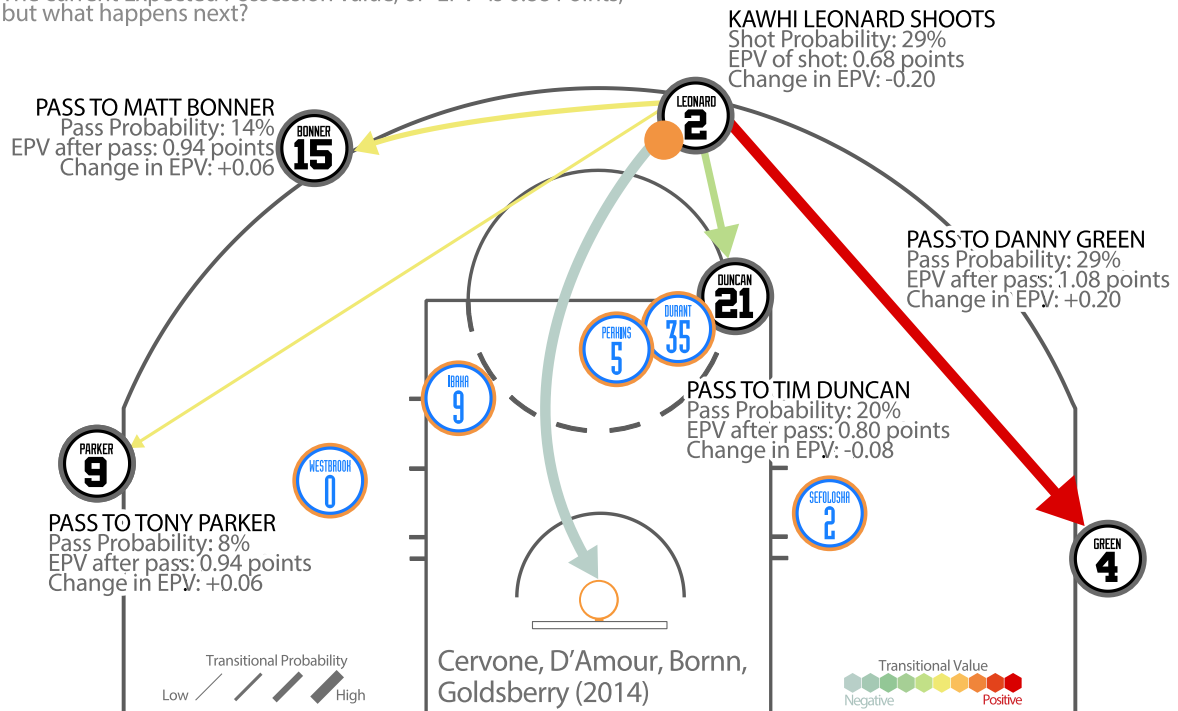 but what happens next?
KAWHI LEONARD SHOOTS
Shot Probability: 29%
EPV of shot: 0.68 points
Change in EPV: -0.20
PASS TO MATT BONNER
Pass Probability: 14%
EPV after pass: 0.94 points
Change in EPV: +0.06
BONNER
15
LEONARD
2
PASS TO DANNY GREEN
Pass Probability: 29%
EPV after pass: 1.08 points
Change in EPV: +0.20
DUNCAN
21
DURANT
35
PERKINS
5
IBAKA
9
PASS TO TIM DUNCAN
Pass Probability: 20%
EPV after pass: 0.80 points
Change in EPV: -0.08
PARKER
9
WESTBROOK
0
SEFOLOSHA
2
PASS TO TONY PARKER
Pass Probability: 8%
EPV after pass: 0.94 points
Change in EPV: +0.06
GREEN
4
Transitional Probability
Low
High
Cervone, D'Amour, Bornn,
Goldsberry (2014)
Transitional Value
Negative
Positive